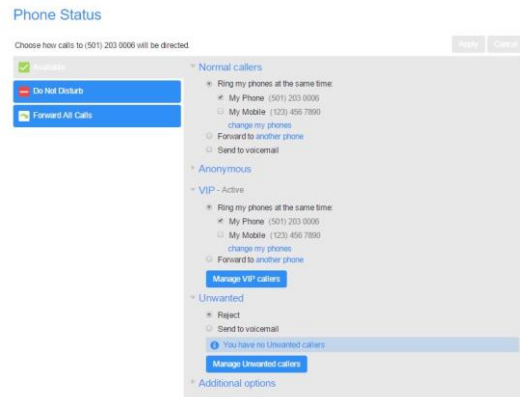 Phone Status
Choose how calls to (501) 203 0006 will be directed.
Apply Cancel
Available
Do Not Disturb
Forward All Calls
Normal callers
Ring my phones at the same time:
My Phone (501) 203 0006
My Mobile (123) 456 7890
change my phones
Forward to another phone
Send to voicemail
Anonymous
VIP - Active
Ring my phones at the same time:
My Phone (501) 203 0006
My Mobile (123) 456 7890
change my phones
Forward to another phone
Manage VIP callers
Unwanted
Reject
Send to voicemail
You have no Unwanted callers
Manage Unwanted callers
Additional options